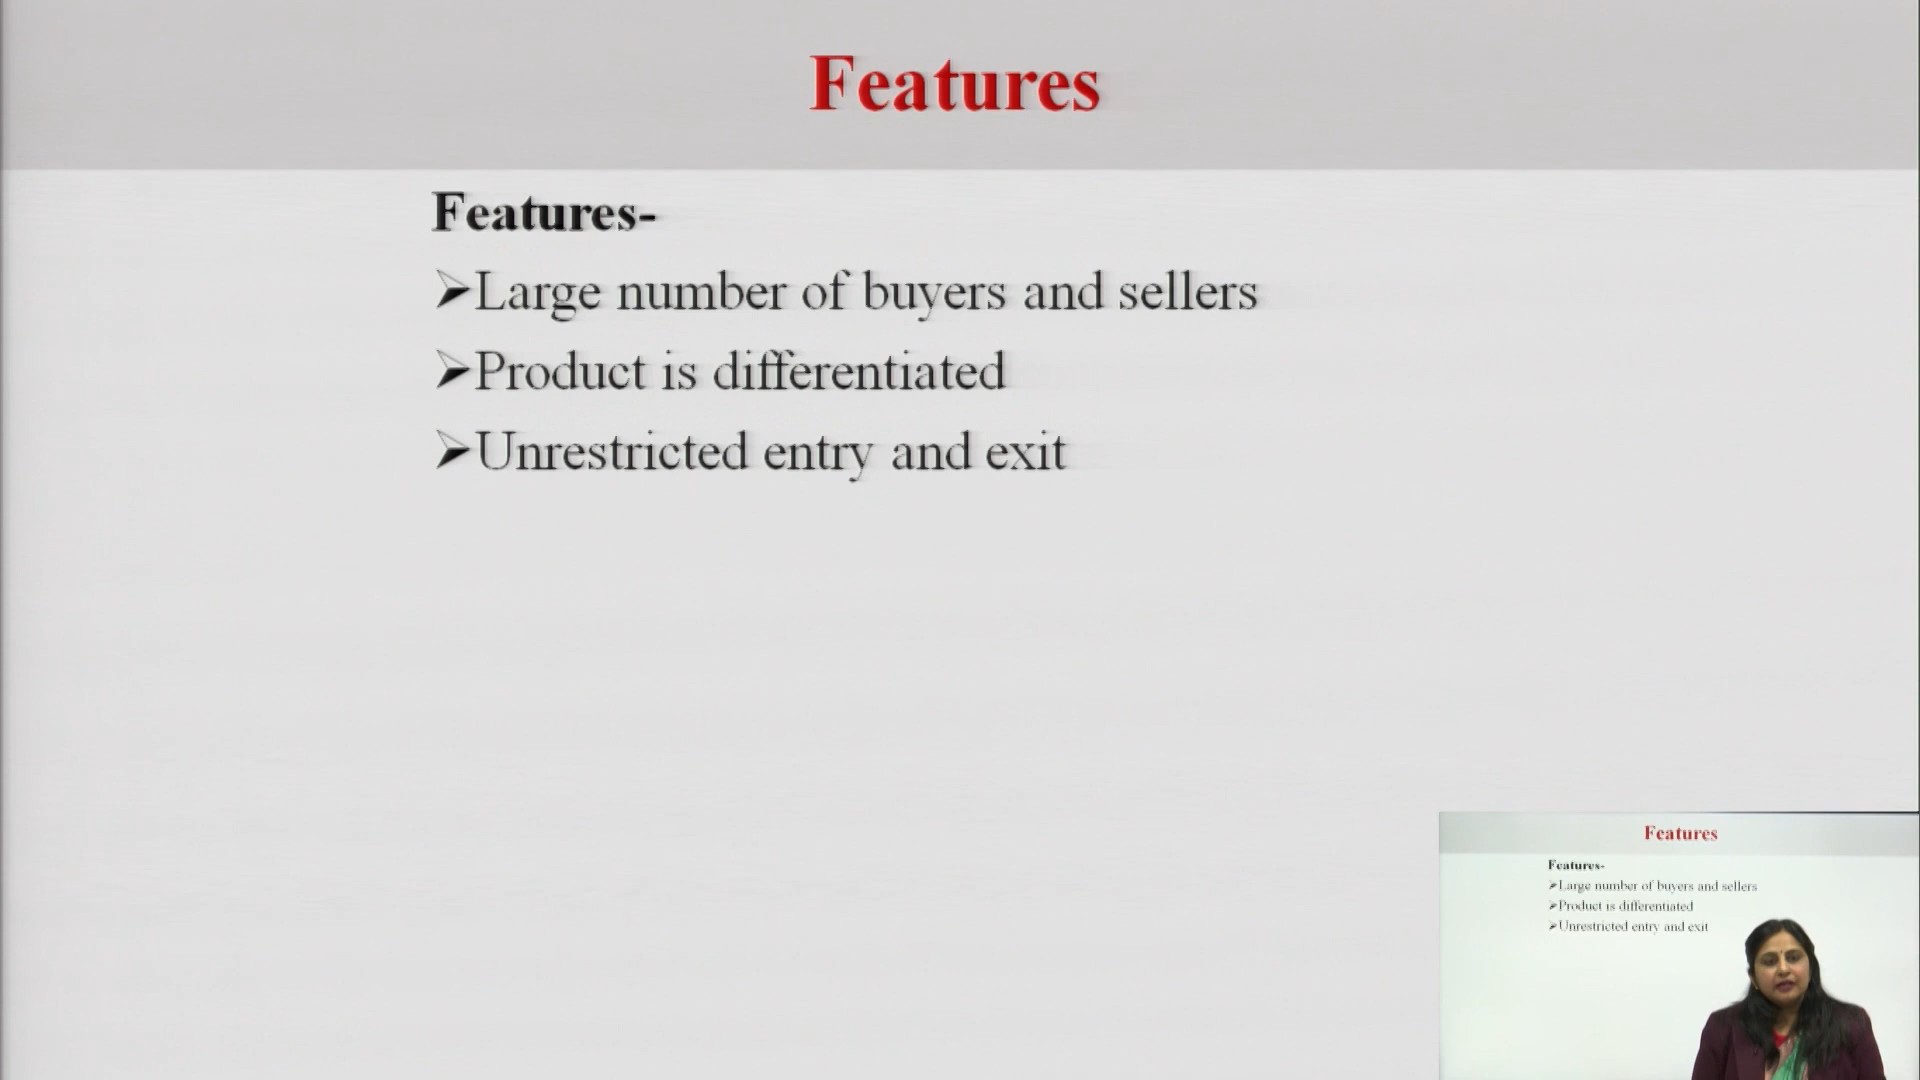 Features
Features-
➢Large number of buyers and sellers
➢Product is differentiated
➢Unrestricted entry and exit
Features
Features-
➢Large number of buyers and sellers
➢Product is differentiated
➢Unrestricted entry and exit